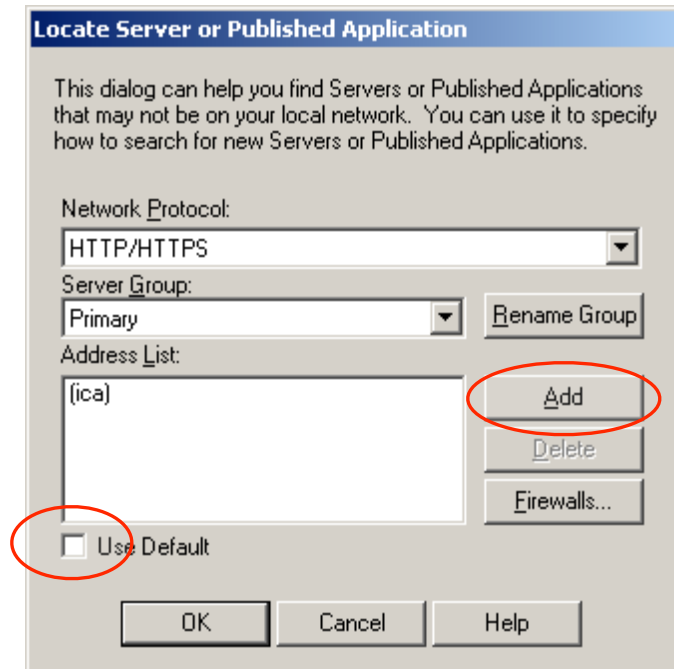 Locate Server or Published Application
This dialog can help you find Servers or Published Applications
that may not be on your local network.  You can use it to specify
how to search for new Servers or Published Applications.
Network Protocol:
HTTP/HTTPS
Server Group:
Primary
Rename Group
Address List:
(ica)
Add
Delete
Firewalls...
Use Default
OK
Cancel
Help